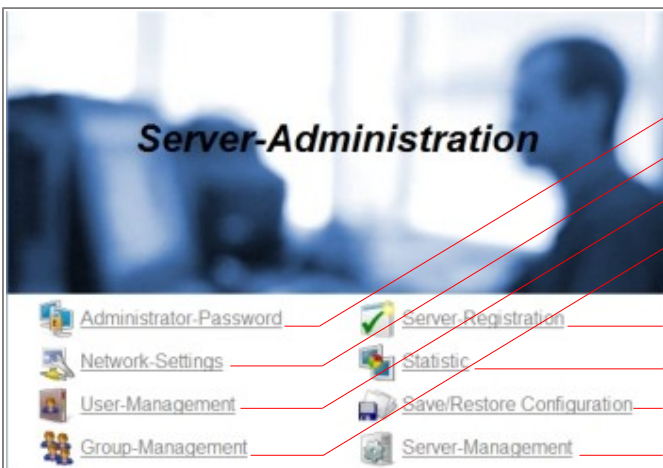 Server-Administration
Administrator-Password
Server-Registration
Network-Settings
Statistic
User-Management
Save/Restore Configuration
Group-Management
Server-Management